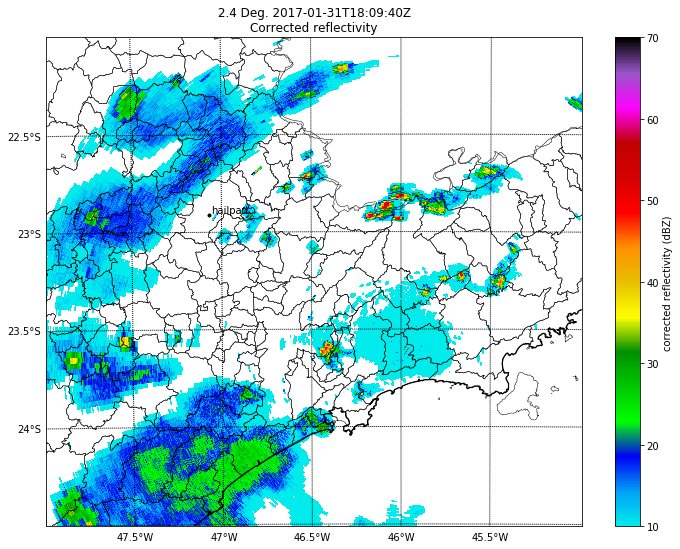 2.4 Deg. 2017-01-31T18:09:40Z
Corrected reflectivity
22.5°S
23°S
23.5°S
24°S
47.5°W
47°W
46.5°W
46°W
45.5°W
hailpad
70
60
50
40
30
20
10
corrected reflectivity (dBZ)